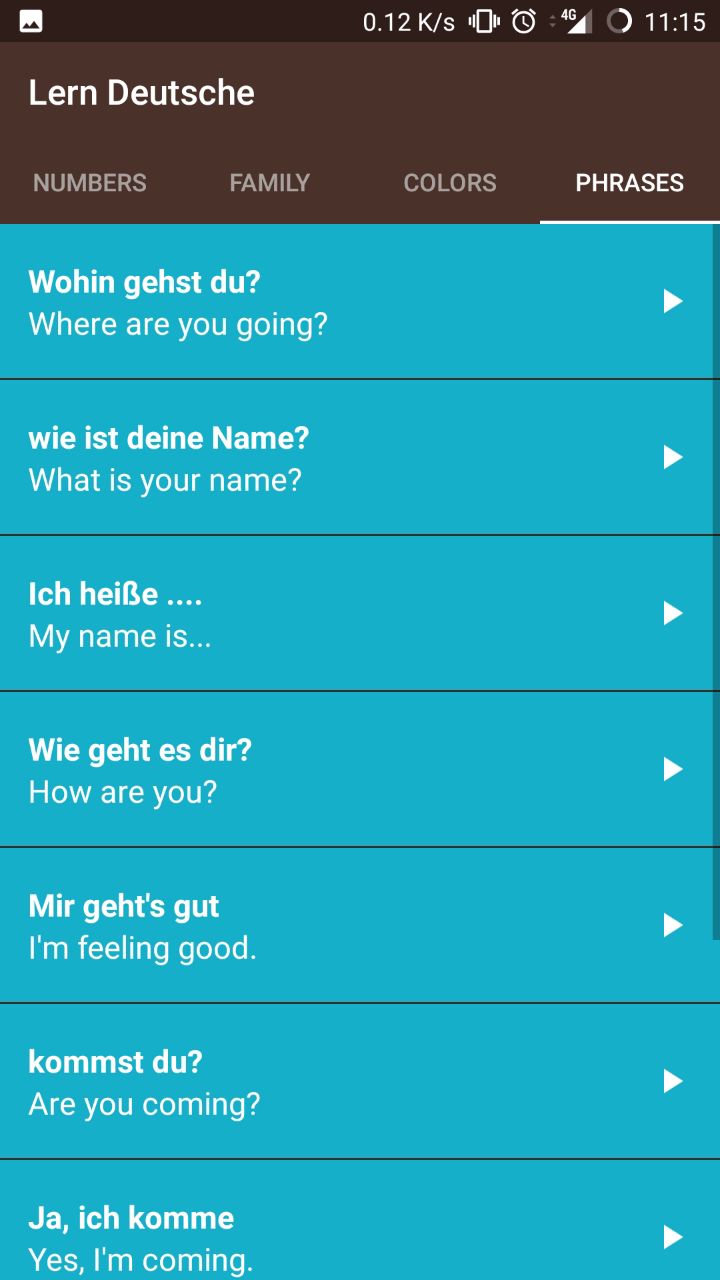 0.12 K/s 4G 11:15
Lern Deutsche
NUMBERS FAMILY COLORS PHRASES
Wohin gehst du?
Where are you going?
wie ist deine Name?
What is your name?
Ich heiße ....
My name is...
Wie geht es dir?
How are you?
Mir geht's gut
I'm feeling good.
kommst du?
Are you coming?
Ja, ich komme
Yes, I'm coming.